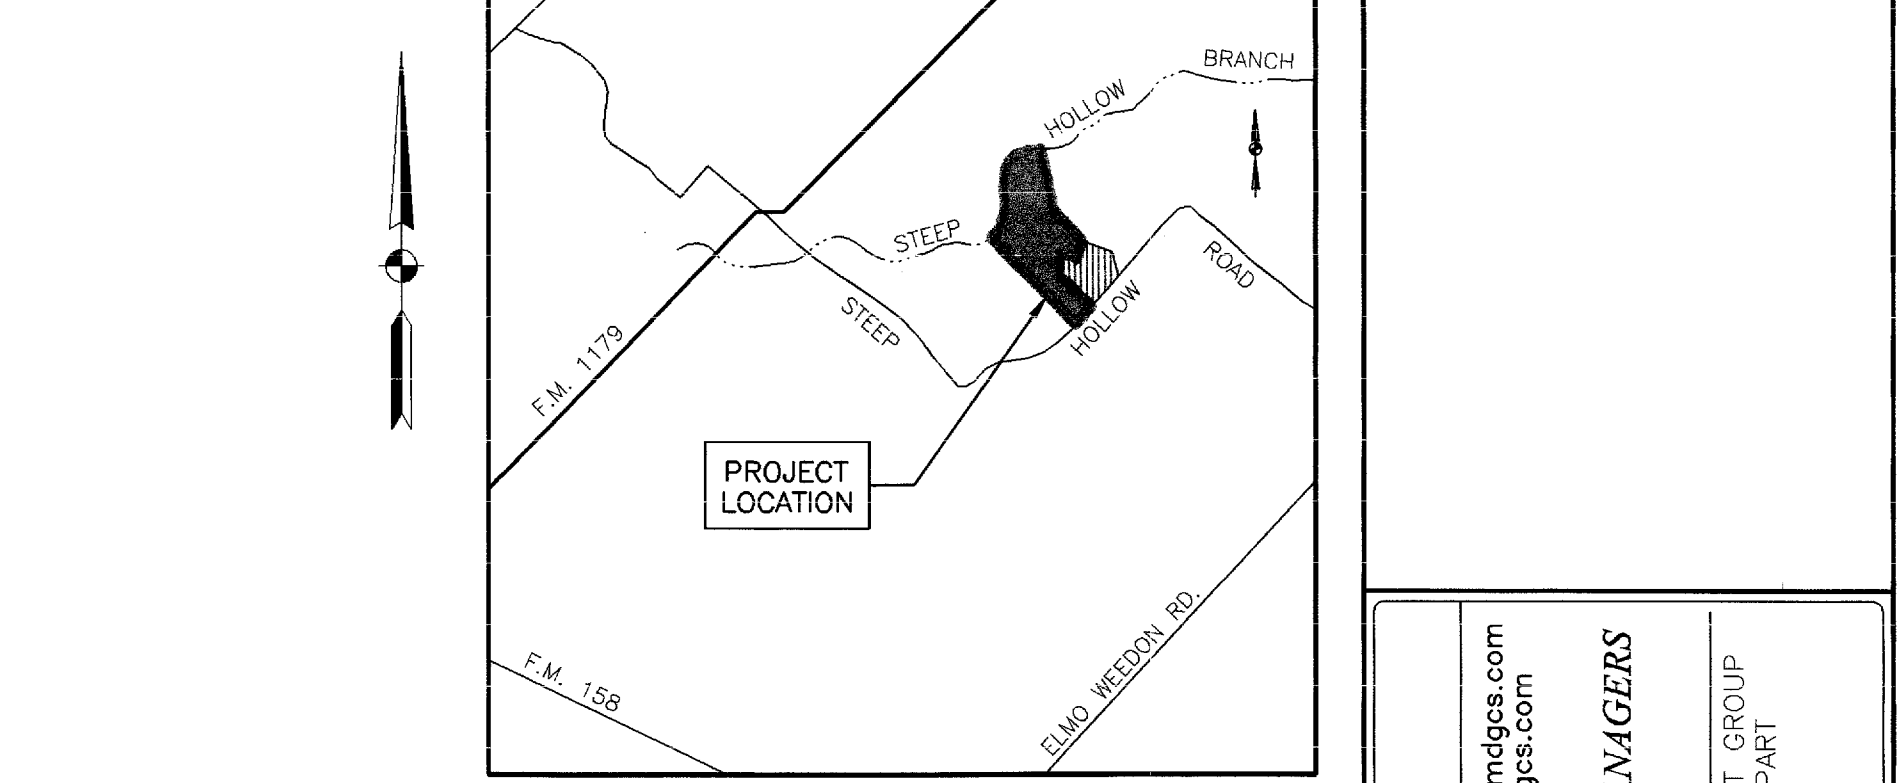 BRANCH
HOLLOW
STEEP
ROAD
STEEP
HOLLOW
F.M. 1179
PROJECT
LOCATION
ELMO WEEDON RD.
F.M. 158
mdgcs.com
gcs.com
NAGERS
T GROUP
PART